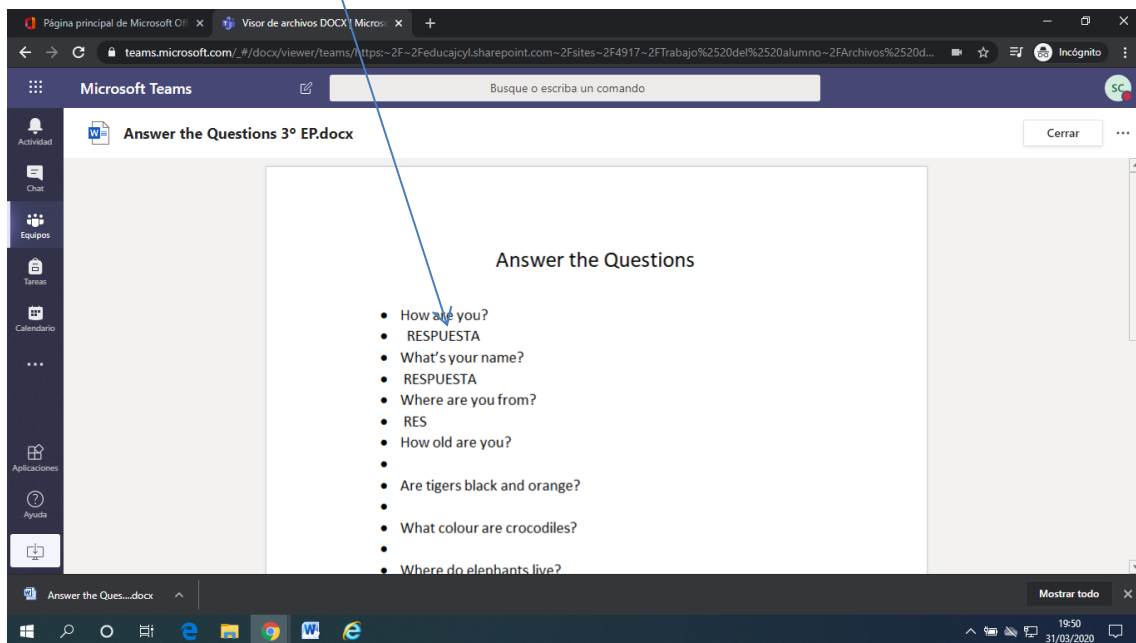 Página principal de Microsoft Ofi
Visor de archivos DOCX | Micros
teams.microsoft.com/_#/docx/viewer/teams/https:~2F~2Feducajcyl.sharepoint.com~2Fsites~2F4917~2FTrabajo%2520del%2520alumno~2FArchivos%2520d...
Incógnito
Microsoft Teams
Busque o escriba un comando
SC
Actividad
Answer the Questions 3º EP.docx
Cerrar
Chat
Equipos
Tareas
Calendario
Aplicaciones
Ayuda
Answer the Questions
• How are you?
• RESPUESTA
• What's your name?
• RESPUESTA
• Where are you from?
• RES
• How old are you?
•
• Are tigers black and orange?
•
• What colour are crocodiles?
•
• Where do elephants live?
Answer the Ques....docx
Mostrar todo
19:50
31/03/2020